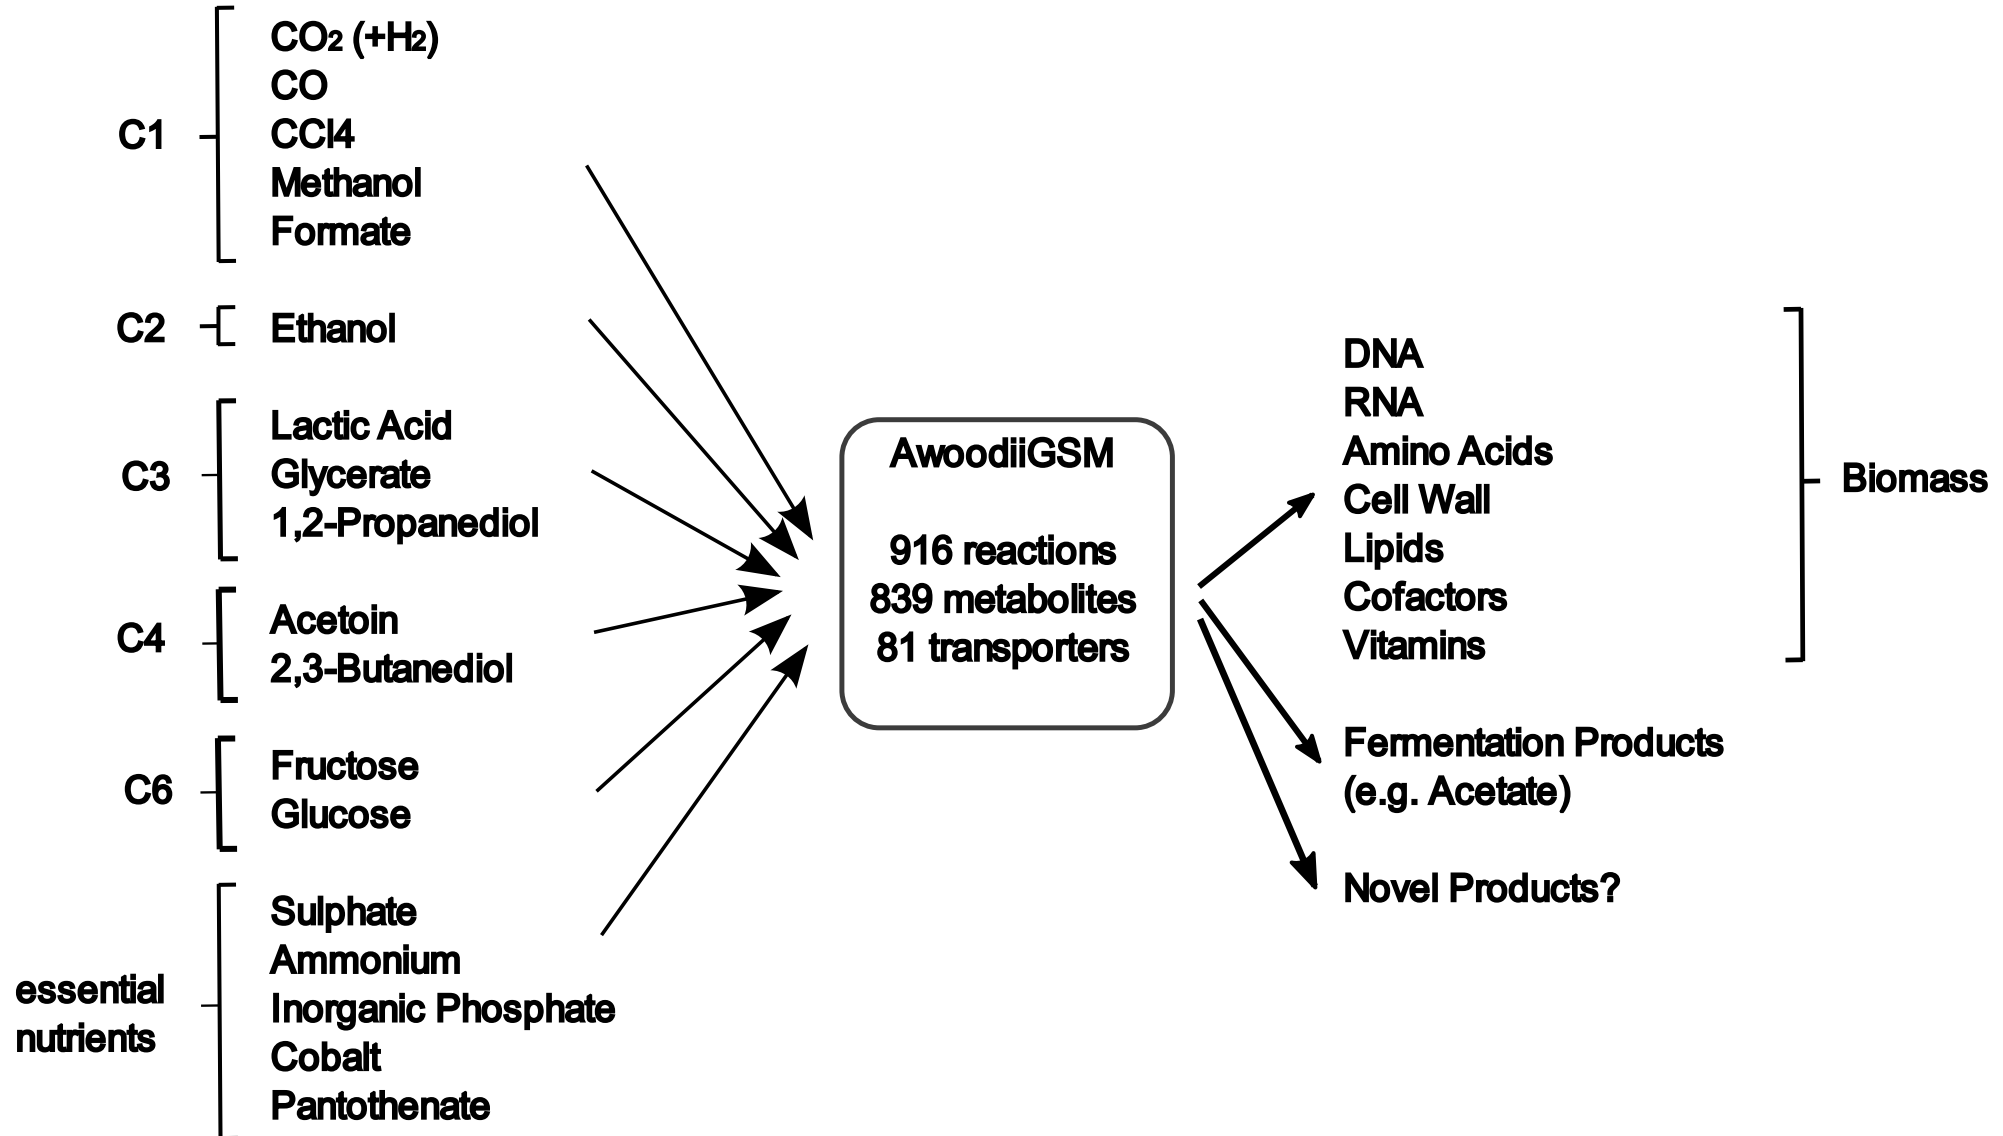 C1
CO2 (+H2)
CO
CCl4
Methanol
Formate
C2
Ethanol
C3
Lactic Acid
Glycerate
1,2-Propanediol
C4
Acetoin
2,3-Butanediol
C6
Fructose
Glucose
essential
nutrients
Sulphate
Ammonium
Inorganic Phosphate
Cobalt
Pantothenate
AwoodiiGSM
916 reactions
839 metabolites
81 transporters
DNA
RNA
Amino Acids
Cell Wall
Lipids
Cofactors
Vitamins
Biomass
Fermentation Products
(e.g. Acetate)
Novel Products?